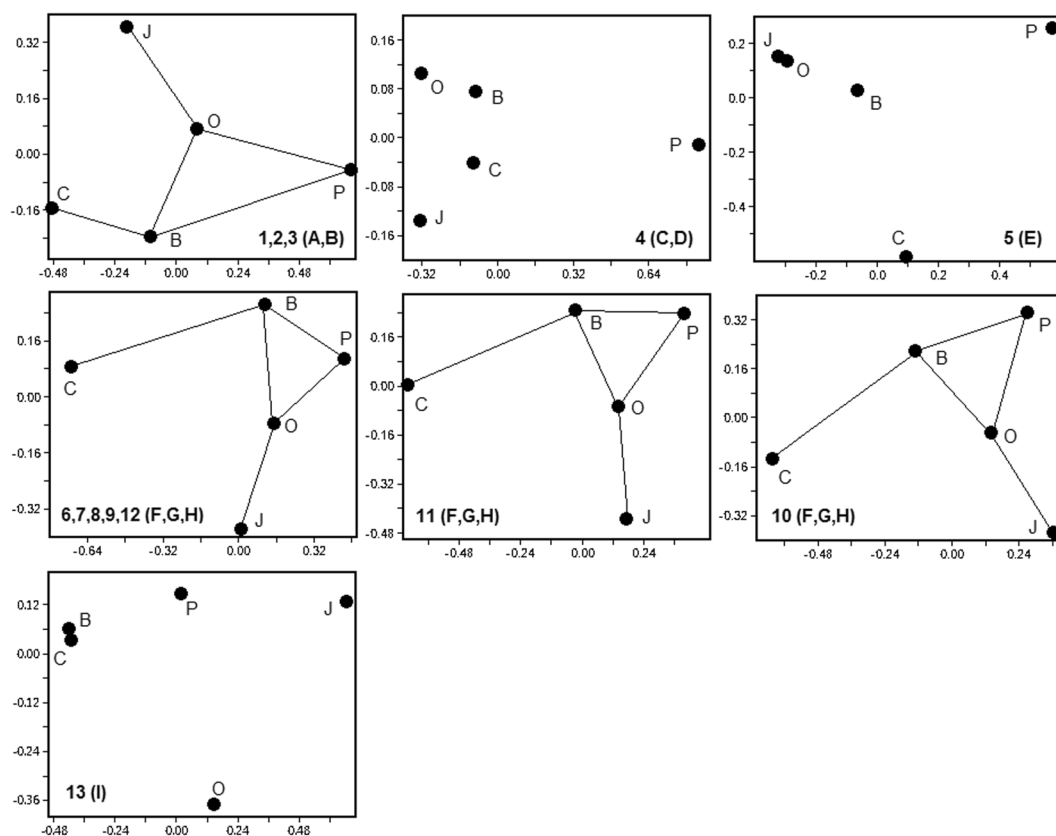 0.32
0.16
0.00
-0.16
J
O
C
P
B
1,2,3 (A,B)
-0.48 -0.24 0.00 0.24 0.48
0.16
0.08
0.00
-0.08
-0.16
O
B
P
C
J
4 (C,D)
-0.32 0.00 0.32 0.64
0.2
0.0
-0.2
-0.4
P
J
O
B
C
5 (E)
-0.2 0.0 0.2 0.4
0.16
0.00
-0.32
B
P
C
O
J
6,7,8,9,12 (F,G,H)
-0.64 -0.32 0.00 0.32
0.16
0.00
-0.16
-0.32
-0.48
B
P
C
O
J
11 (F,G,H)
-0.48 -0.24 0.00 0.24
0.32
0.16
0.00
-0.16
-0.32
P
B
O
C
J
10 (F,G,H)
-0.48 -0.24 0.00 0.24
0.12
0.00
-0.12
-0.24
-0.36
P
J
B
C
O
13 (I)
-0.48 -0.24 0.00 0.24 0.48